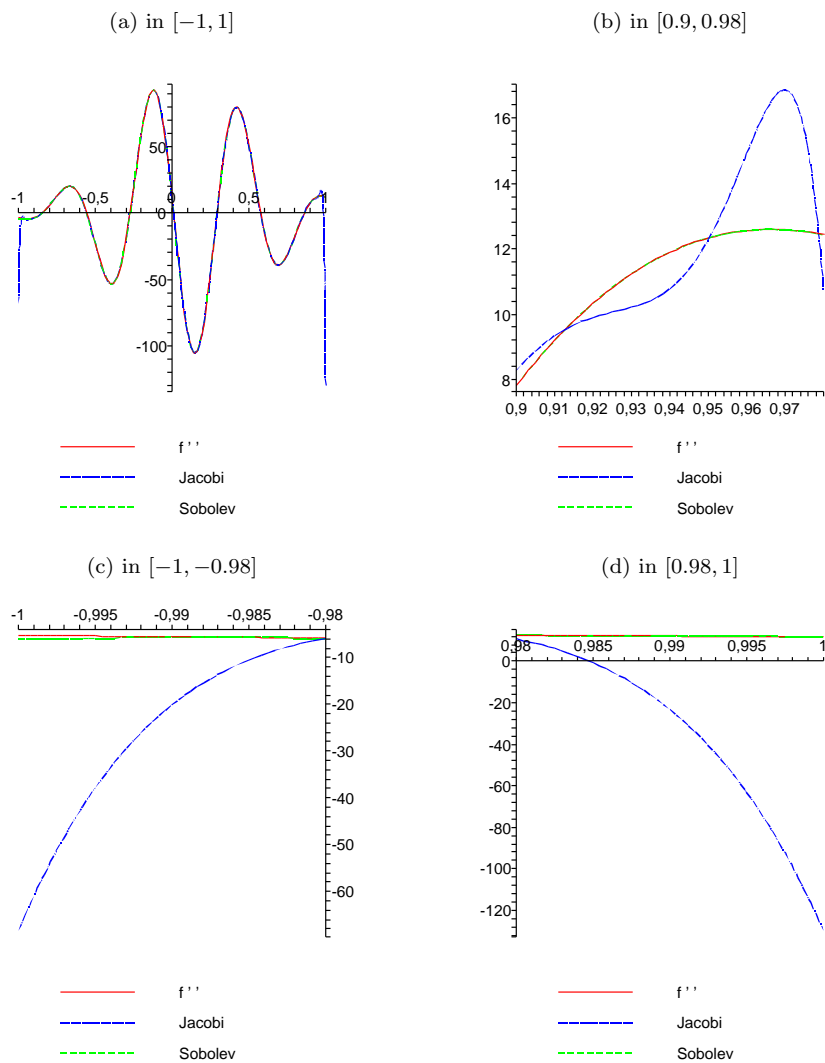 (a) in [−1, 1]
(b) in [0.9, 0.98]
50
-1
-0,5
0
0,5
1
0
-50
-100
16
14
12
10
8
0,9
0,91
0,92
0,93
0,94
0,95
0,96
0,97
f ' '
Jacobi
Sobolev
f ' '
Jacobi
Sobolev
(c) in [−1, −0.98]
(d) in [0.98, 1]
-1
-0,995
-0,99
-0,985
-0,98
-10
-20
-30
-40
-50
-60
0,98
0,985
0,99
0,995
1
0
-20
-40
-60
-80
-100
-120
f ' '
Jacobi
Sobolev
f ' '
Jacobi
Sobolev